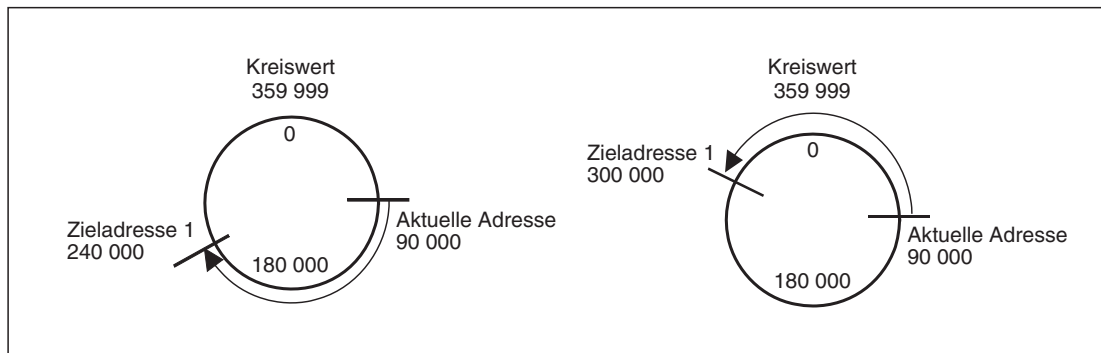 Kreiswert
359 999
0
Zieladresse 1
240 000
Aktuelle Adresse
90 000
180 000
Kreiswert
359 999
0
Zieladresse 1
300 000
Aktuelle Adresse
90 000
180 000